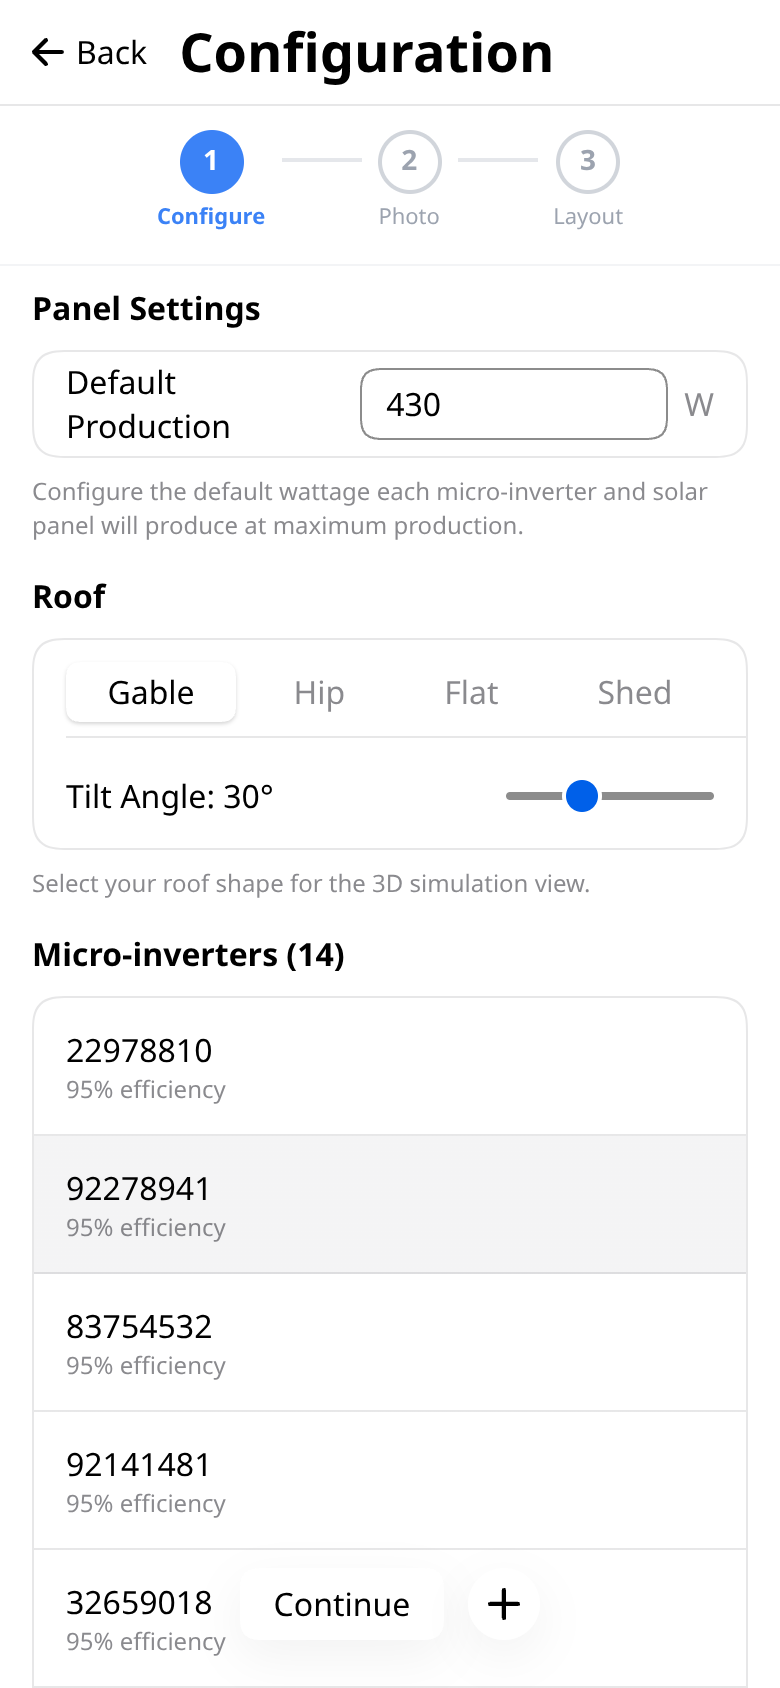 Back Configuration
1 2 3
Configure Photo Layout
Panel Settings
Default
Production
430 W
Configure the default wattage each micro-inverter and solar
panel will produce at maximum production.
Roof
Gable Hip Flat Shed
Tilt Angle: 30°
Select your roof shape for the 3D simulation view.
Micro-inverters (14)
22978810
95% efficiency
92278941
95% efficiency
83754532
95% efficiency
92141481
95% efficiency
32659018
95% efficiency
Continue